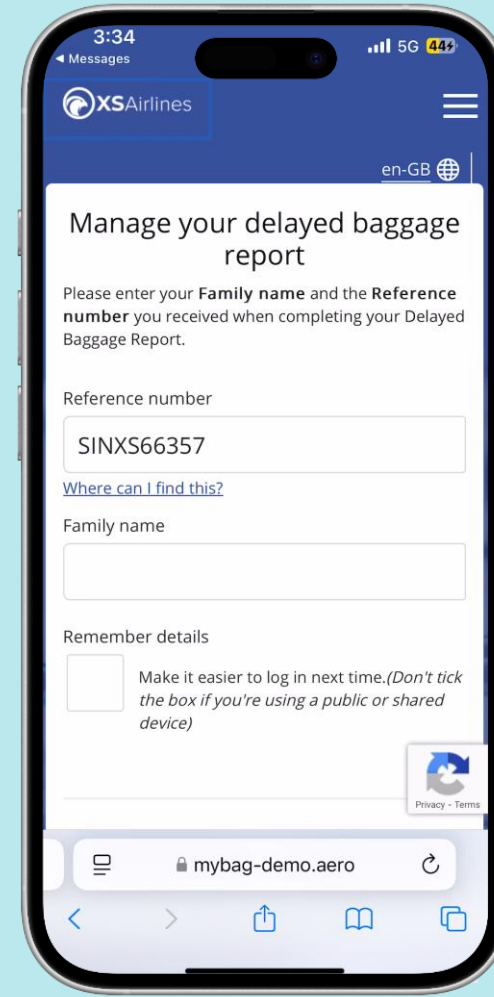 3:34
5G 44
◀ Messages
XSAirlines
en-GB
Manage your delayed baggage
report
Please enter your Family name and the Reference
number you received when completing your Delayed
Baggage Report.
Reference number
SINXS66357
Where can I find this?
Family name
Remember details
Make it easier to log in next time.(Don't tick
the box if you're using a public or shared
device)
Privacy - Terms
mybag-demo.aero